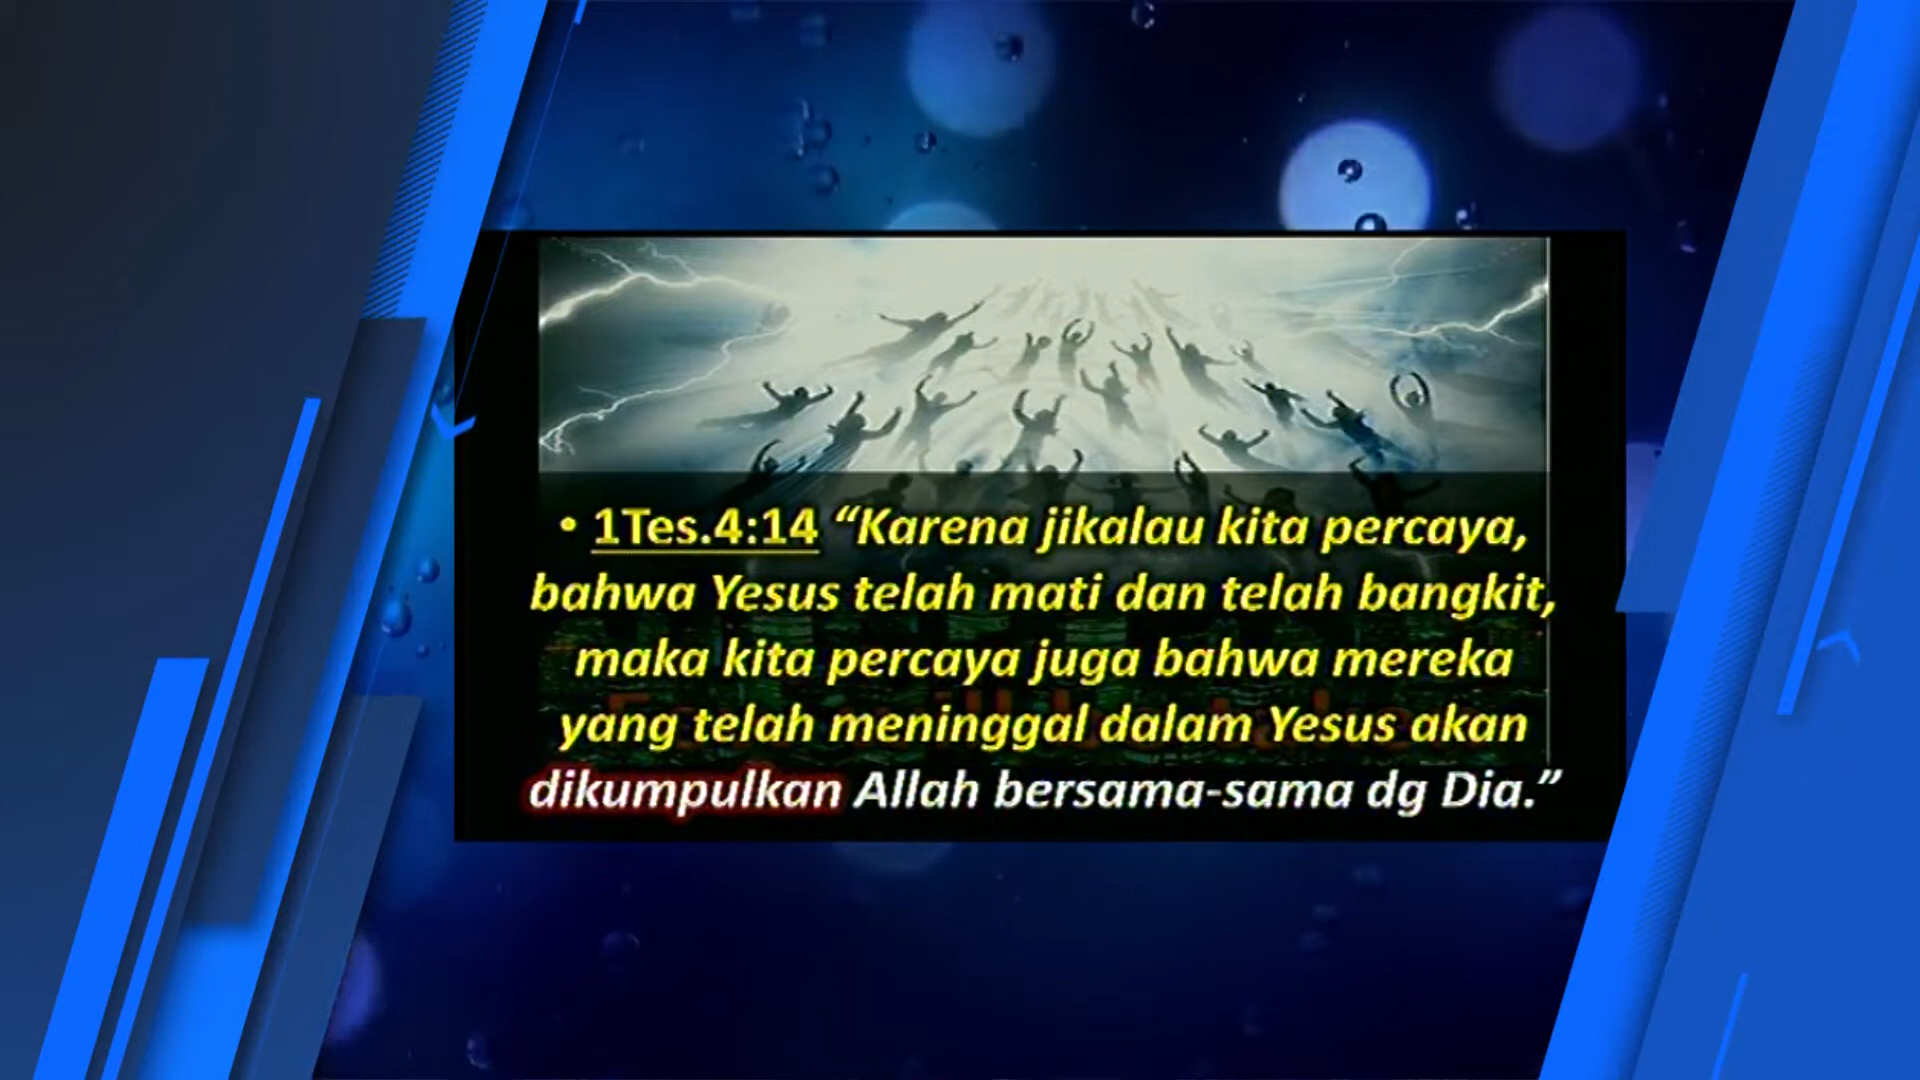 • 1Tes.4:14 “Karena jikalau kita percaya,
bahwa Yesus telah mati dan telah bangkit,
maka kita percaya juga bahwa mereka
yang telah meninggal dalam Yesus akan
dikumpulkan Allah bersama-sama dg Dia.”